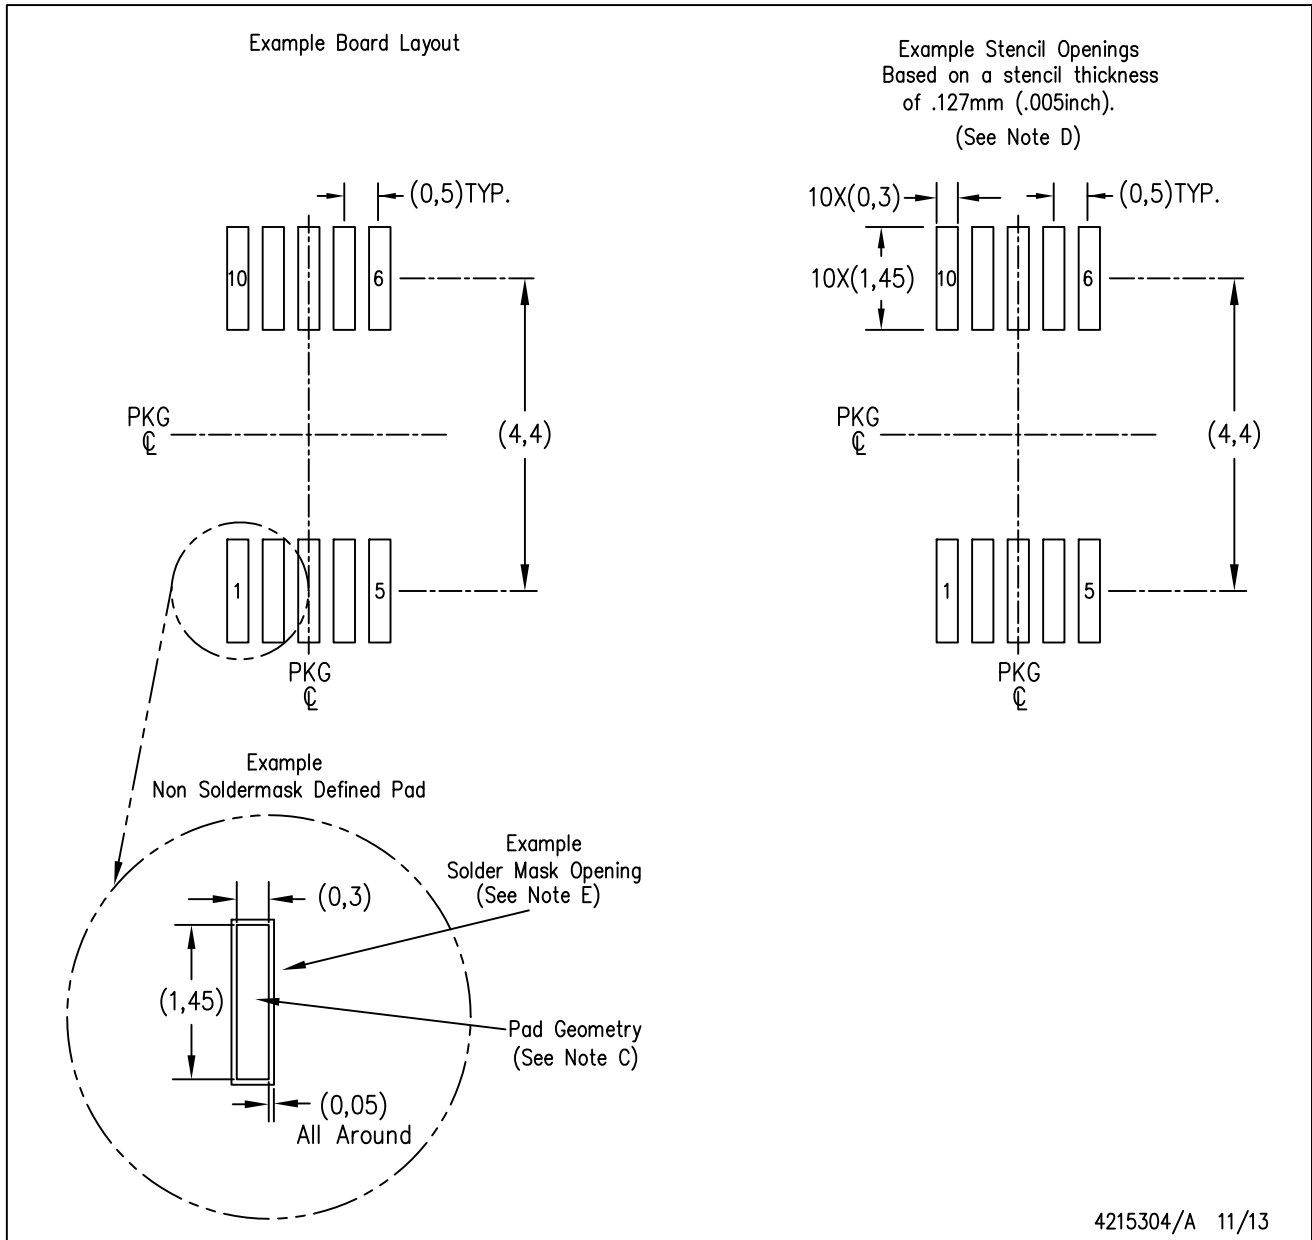 Example Board Layout
(0,5)TYP.
10
6
PKG
℄
(4,4)
1
5
PKG
℄
Example Stencil Openings
Based on a stencil thickness
of .127mm (.005inch).
(See Note D)
10X(0,3)
(0,5)TYP.
10X(1,45)
10
6
PKG
℄
(4,4)
1
5
PKG
℄
Example
Non Soldermask Defined Pad
Example
Solder Mask Opening
(See Note E)
(0,3)
(1,45)
Pad Geometry
(See Note C)
(0,05)
All Around
4215304/A 11/13